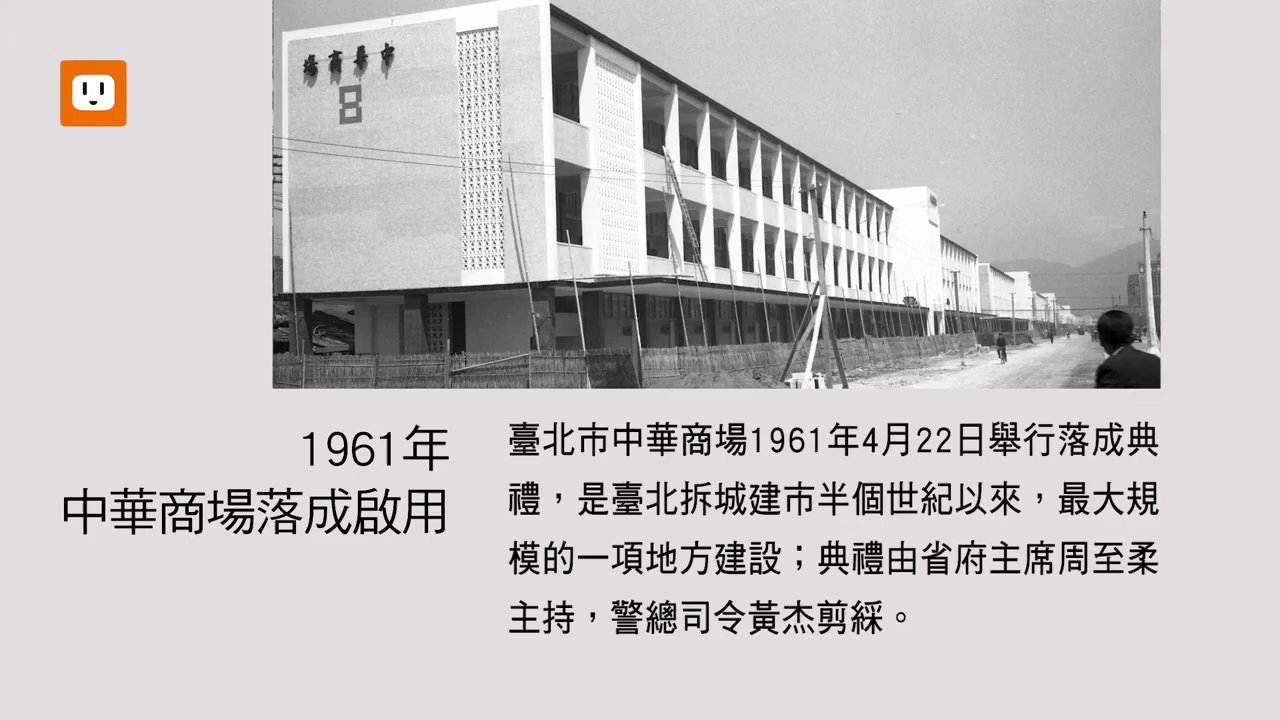 場商華中
8
1961年
中華商場落成啟用
臺北市中華商場1961年4月22日舉行落成典
禮，是臺北拆城建市半個世紀以來，最大規
模的一項地方建設；典禮由省府主席周至柔
主持，警總司令黃杰剪綵。